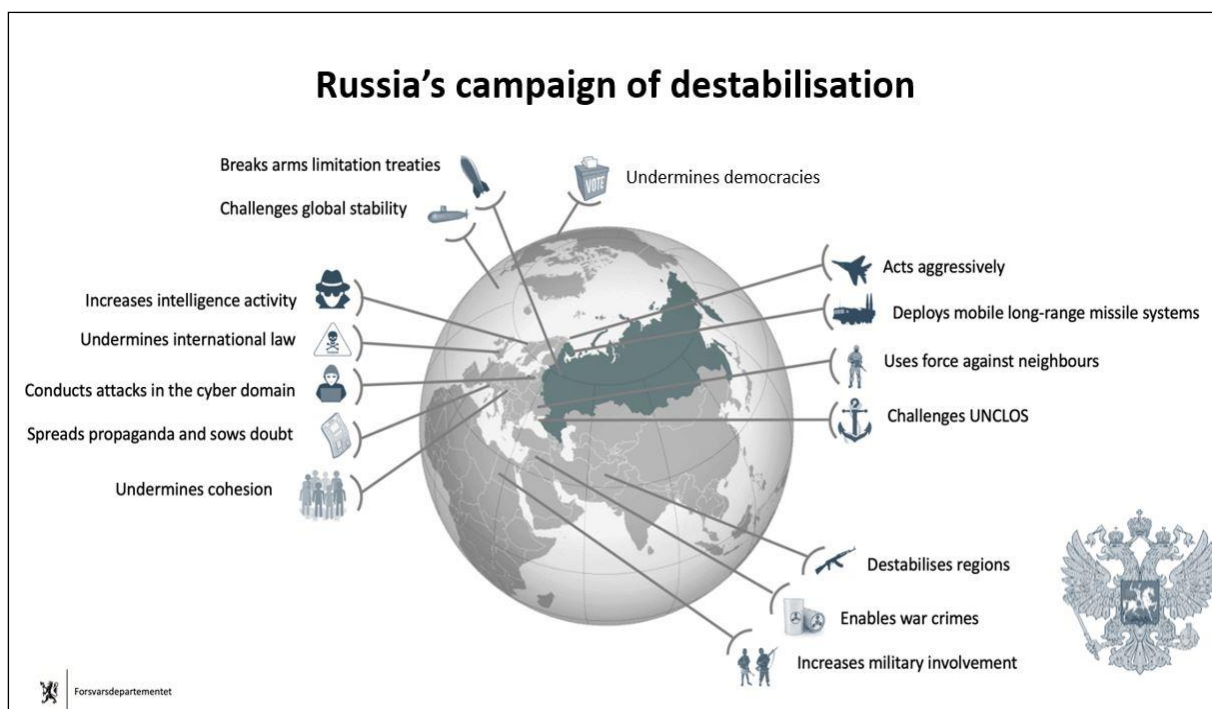 Russia’s campaign of destabilisation
Breaks arms limitation treaties
VOTE
Undermines democracies
Challenges global stability
Increases intelligence activity
Undermines international law
Conducts attacks in the cyber domain
Spreads propaganda and sows doubt
Undermines cohesion
Acts aggressively
Deploys mobile long-range missile systems
Uses force against neighbours
Challenges UNCLOS
Destabilises regions
Enables war crimes
Increases military involvement
Forsvarsdepartementet